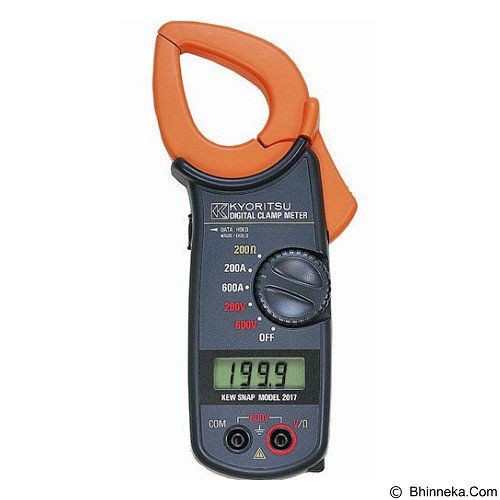 KYORITSU
DIGITAL CLAMP METER
DATA HOLD
200Ω
200A
600A
200V
600V
OFF
199.9
KEW SNAP MODEL 2017
COM
600V
V/Ω
© Bhinneka.Com